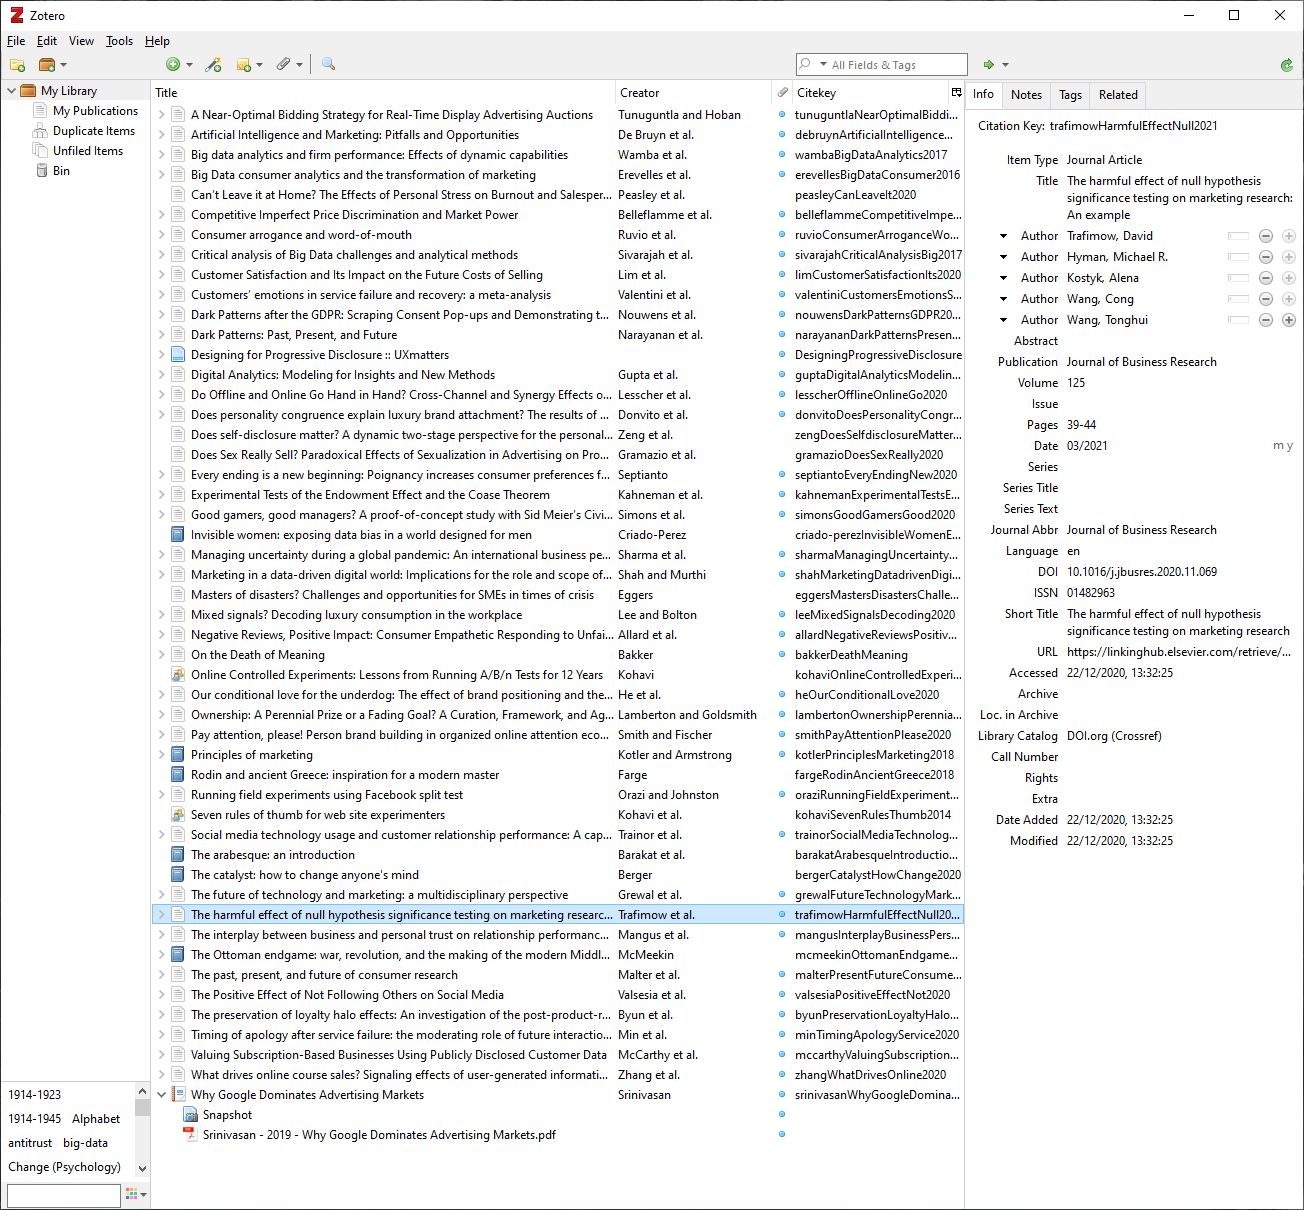 Zotero
File Edit View Tools Help
All Fields & Tags
My Library
My Publications
Duplicate Items
Unfiled Items
Bin
Title Creator Citekey
A Near-Optimal Bidding Strategy for Real-Time Display Advertising Auctions Tunuguntla and Hoban tunuguntlaNearOptimalBiddi...
Artificial Intelligence and Marketing: Pitfalls and Opportunities De Bruyn et al. debruynArtificialIntelligence...
Big data analytics and firm performance: Effects of dynamic capabilities Wamba et al. wambaBigDataAnalytics2017
Big Data consumer analytics and the transformation of marketing Erevelles et al. erevellesBigDataConsumer2016
Can't Leave it at Home? The Effects of Personal Stress on Burnout and Salesper... Peasley et al. peasleyCanLeaveIt2020
Competitive Imperfect Price Discrimination and Market Power Belleflamme et al. belleflammeCompetitiveImpe...
Consumer arrogance and word-of-mouth Ruvio et al. ruvioConsumerArroganceWo...
Critical analysis of Big Data challenges and analytical methods Sivarajah et al. sivarajahCriticalAnalysisBig2017
Customer Satisfaction and Its Impact on the Future Costs of Selling Lim et al. limCustomerSatisfactionIts2020
Customers' emotions in service failure and recovery: a meta-analysis Valentini et al. valentiniCustomersEmotionsS...
Dark Patterns after the GDPR: Scraping Consent Pop-ups and Demonstrating t... Nouwens et al. nouwensDarkPatternsGDPR20...
Dark Patterns: Past, Present, and Future Narayanan et al. narayananDarkPatternsPresen...
Designing for Progressive Disclosure :: UXmatters DesigningProgressiveDisclosure
Digital Analytics: Modeling for Insights and New Methods Gupta et al. guptaDigitalAnalyticsModelin...
Do Offline and Online Go Hand in Hand? Cross-Channel and Synergy Effects o... Lesscher et al. lesscherOfflineOnlineGo2020
Does personality congruence explain luxury brand attachment? The results of ... Donvito et al. donvitoDoesPersonalityCongr...
Does self-disclosure matter? A dynamic two-stage perspective for the personal... Zeng et al. zengDoesSelfdisclosureMatter...
Does Sex Really Sell? Paradoxical Effects of Sexualization in Advertising on Pro... Gramazio et al. gramazioDoesSexReally2020
Every ending is a new beginning: Poignancy increases consumer preferences f... Septianto septiantoEveryEndingNew2020
Experimental Tests of the Endowment Effect and the Coase Theorem Kahneman et al. kahnemanExperimentalTestsE...
Good gamers, good managers? A proof-of-concept study with Sid Meier's Civi... Simons et al. simonsGoodGamersGood2020
Invisible women: exposing data bias in a world designed for men Criado-Perez criado-perezInvisibleWomenE...
Managing uncertainty during a global pandemic: An international business pe... Sharma et al. sharmaManagingUncertainty...
Marketing in a data-driven digital world: Implications for the role and scope of... Shah and Murthi shahMarketingDatadrivenDigi...
Masters of disasters? Challenges and opportunities for SMEs in times of crisis Eggers eggersMastersDisastersChalle...
Mixed signals? Decoding luxury consumption in the workplace Lee and Bolton leeMixedSignalsDecoding2020
Negative Reviews, Positive Impact: Consumer Empathetic Responding to Unfai... Allard et al. allardNegativeReviewsPositiv...
On the Death of Meaning Bakker bakkerDeathMeaning
Online Controlled Experiments: Lessons from Running A/B/n Tests for 12 Years Kohavi kohaviOnlineControlledExperi...
Our conditional love for the underdog: The effect of brand positioning and the... He et al. heOurConditionalLove2020
Ownership: A Perennial Prize or a Fading Goal? A Curation, Framework, and Ag... Lamberton and Goldsmith lambertonOwnershipPerennia...
Pay attention, please! Person brand building in organized online attention eco... Smith and Fischer smithPayAttentionPlease2020
Principles of marketing Kotler and Armstrong kotlerPrinciplesMarketing2018
Rodin and ancient Greece: inspiration for a modern master Farge fargeRodinAncientGreece2018
Running field experiments using Facebook split test Orazi and Johnston oraziRunningFieldExperiment...
Seven rules of thumb for web site experimenters Kohavi et al. kohaviSevenRulesThumb2014
Social media technology usage and customer relationship performance: A cap... Trainor et al. trainorSocialMediaTechnolog...
The arabesque: an introduction Barakat et al. barakatArabesqueIntroductio...
The catalyst: how to change anyone's mind Berger bergerCatalystHowChange2020
The future of technology and marketing: a multidisciplinary perspective Grewal et al. grewalFutureTechnologyMark...
The harmful effect of null hypothesis significance testing on marketing researc... Trafimow et al. trafimowHarmfulEffectNull20...
The interplay between business and personal trust on relationship performanc... Mangus et al. mangusInterplayBusinessPers...
The Ottoman endgame: war, revolution, and the making of the modern Middl... McMeekin mcmeekinOttomanEndgame...
The past, present, and future of consumer research Malter et al. malterPresentFutureConsume...
The Positive Effect of Not Following Others on Social Media Valsesia et al. valsesiaPositiveEffectNot2020
The preservation of loyalty halo effects: An investigation of the post-product-r... Byun et al. byunPreservationLoyaltyHalo...
Timing of apology after service failure: the moderating role of future interactio... Min et al. minTimingApologyService2020
Valuing Subscription-Based Businesses Using Publicly Disclosed Customer Data McCarthy et al. mccarthyValuingSubscription...
What drives online course sales? Signaling effects of user-generated informati... Zhang et al. zhangWhatDrivesOnline2020
Why Google Dominates Advertising Markets Srinivasan srinivasanWhyGoogleDomina...
Snapshot
Srinivasan - 2019 - Why Google Dominates Advertising Markets.pdf
1914-1923
1914-1945 Alphabet
antitrust big-data
Change (Psychology)
Info Notes Tags Related
Citation Key: trafimowHarmfulEffectNull2021
Item Type Journal Article
Title The harmful effect of null hypothesis
significance testing on marketing research:
An example
Author Trafimow, David
Author Hyman, Michael R.
Author Kostyk, Alena
Author Wang, Cong
Author Wang, Tonghui
Abstract
Publication Journal of Business Research
Volume 125
Issue
Pages 39-44
Date 03/2021 m y
Series
Series Title
Series Text
Journal Abbr Journal of Business Research
Language en
DOI 10.1016/j.jbusres.2020.11.069
ISSN 01482963
Short Title The harmful effect of null hypothesis
significance testing on marketing research
URL https://linkinghub.elsevier.com/retrieve/...
Accessed 22/12/2020, 13:32:25
Archive
Loc. in Archive
Library Catalog DOI.org (Crossref)
Call Number
Rights
Extra
Date Added 22/12/2020, 13:32:25
Modified 22/12/2020, 13:32:25